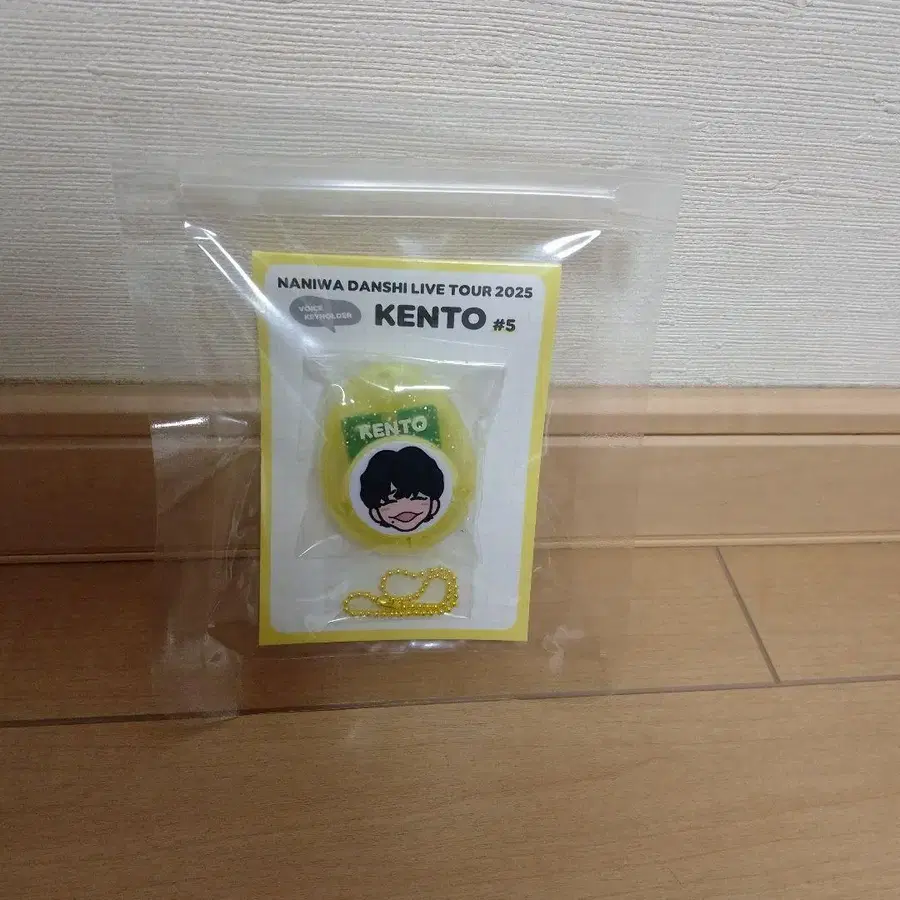 NANIWA DANSHI LIVE TOUR 2025
VOICE
KEYHOLDER
KENTO #5
KENTO